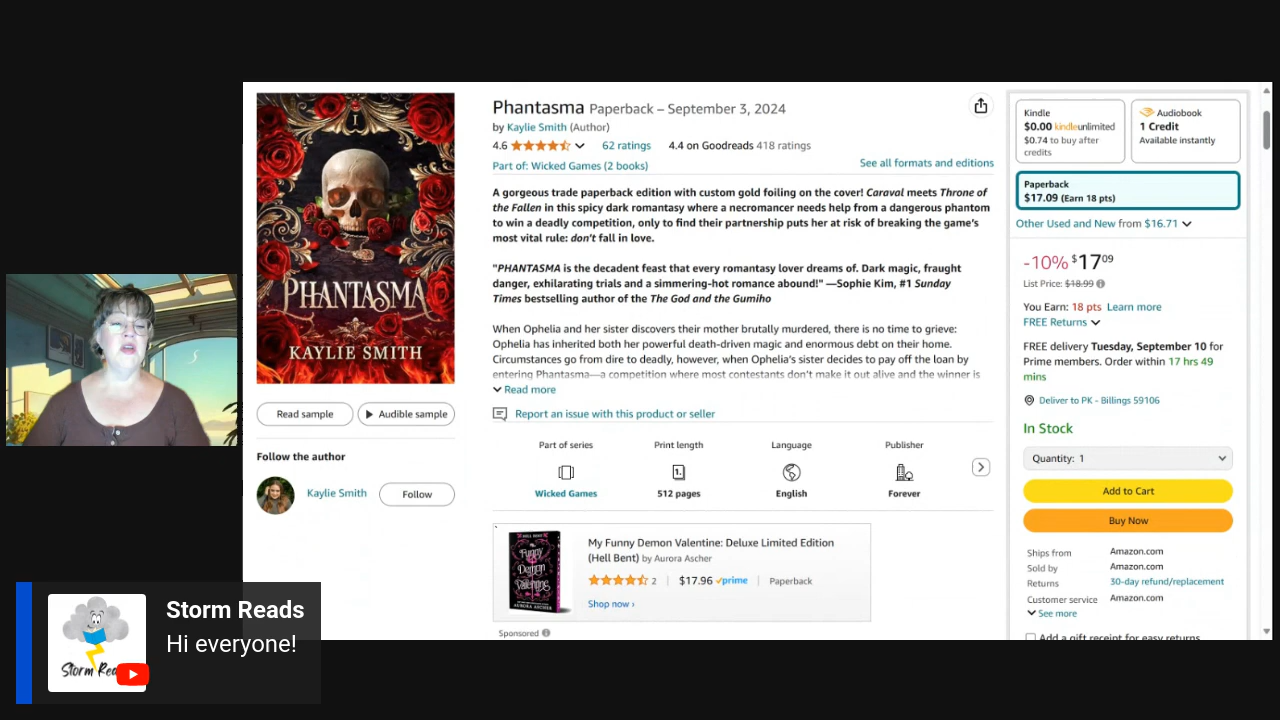 I
PHANTASMA
KAYLIE SMITH
Read sample
Audible sample
Follow the author
Kaylie Smith
Follow
Phantasma Paperback – September 3, 2024
by Kaylie Smith (Author)
4.6 62 ratings 4.4 on Goodreads 418 ratings
Part of: Wicked Games (2 books)
See all formats and editions
A gorgeous trade paperback edition with custom gold foiling on the cover! Caraval meets Throne of
the Fallen in this spicy dark romantasy where a necromancer needs help from a dangerous phantom
to win a deadly competition, only to find their partnership puts her at risk of breaking the game's
most vital rule: don't fall in love.
"PHANTASMA is the decadent feast that every romantasy lover dreams of. Dark magic, fraught
danger, exhilarating trials and a simmering-hot romance abound!" —Sophie Kim, #1 Sunday
Times bestselling author of the The God and the Gumiho
When Ophelia and her sister discovers their mother brutally murdered, there is no time to grieve:
Ophelia has inherited both her powerful death-driven magic and enormous debt on their home.
Circumstances go from dire to deadly, however, when Ophelia's sister decides to pay off the loan by
entering Phantasma—a competition where most contestants don't make it out alive and the winner is
Read more
Report an issue with this product or seller
Part of series
Wicked Games
Print length
512 pages
Language
English
Publisher
Forever
My Funny Demon Valentine: Deluxe Limited Edition
(Hell Bent) by Aurora Ascher
2 | $17.96 prime | Paperback
Shop now ›
Sponsored
Kindle
$0.00 kindleunlimited
$0.74 to buy after
credits
Audiobook
1 Credit
Available instantly
Paperback
$17.09 (Earn 18 pts)
Other Used and New from $16.71
-10% $17 09
List Price: $18.99
You Earn: 18 pts Learn more
FREE Returns
FREE delivery Tuesday, September 10 for
Prime members. Order within 17 hrs 49
mins
Deliver to PK - Billings 59106
In Stock
Quantity: 1
Add to Cart
Buy Now
Ships from Amazon.com
Sold by Amazon.com
Returns 30-day refund/replacement
Customer service Amazon.com
See more
Add a gift receipt for easy returns
Storm Reads
Hi everyone!